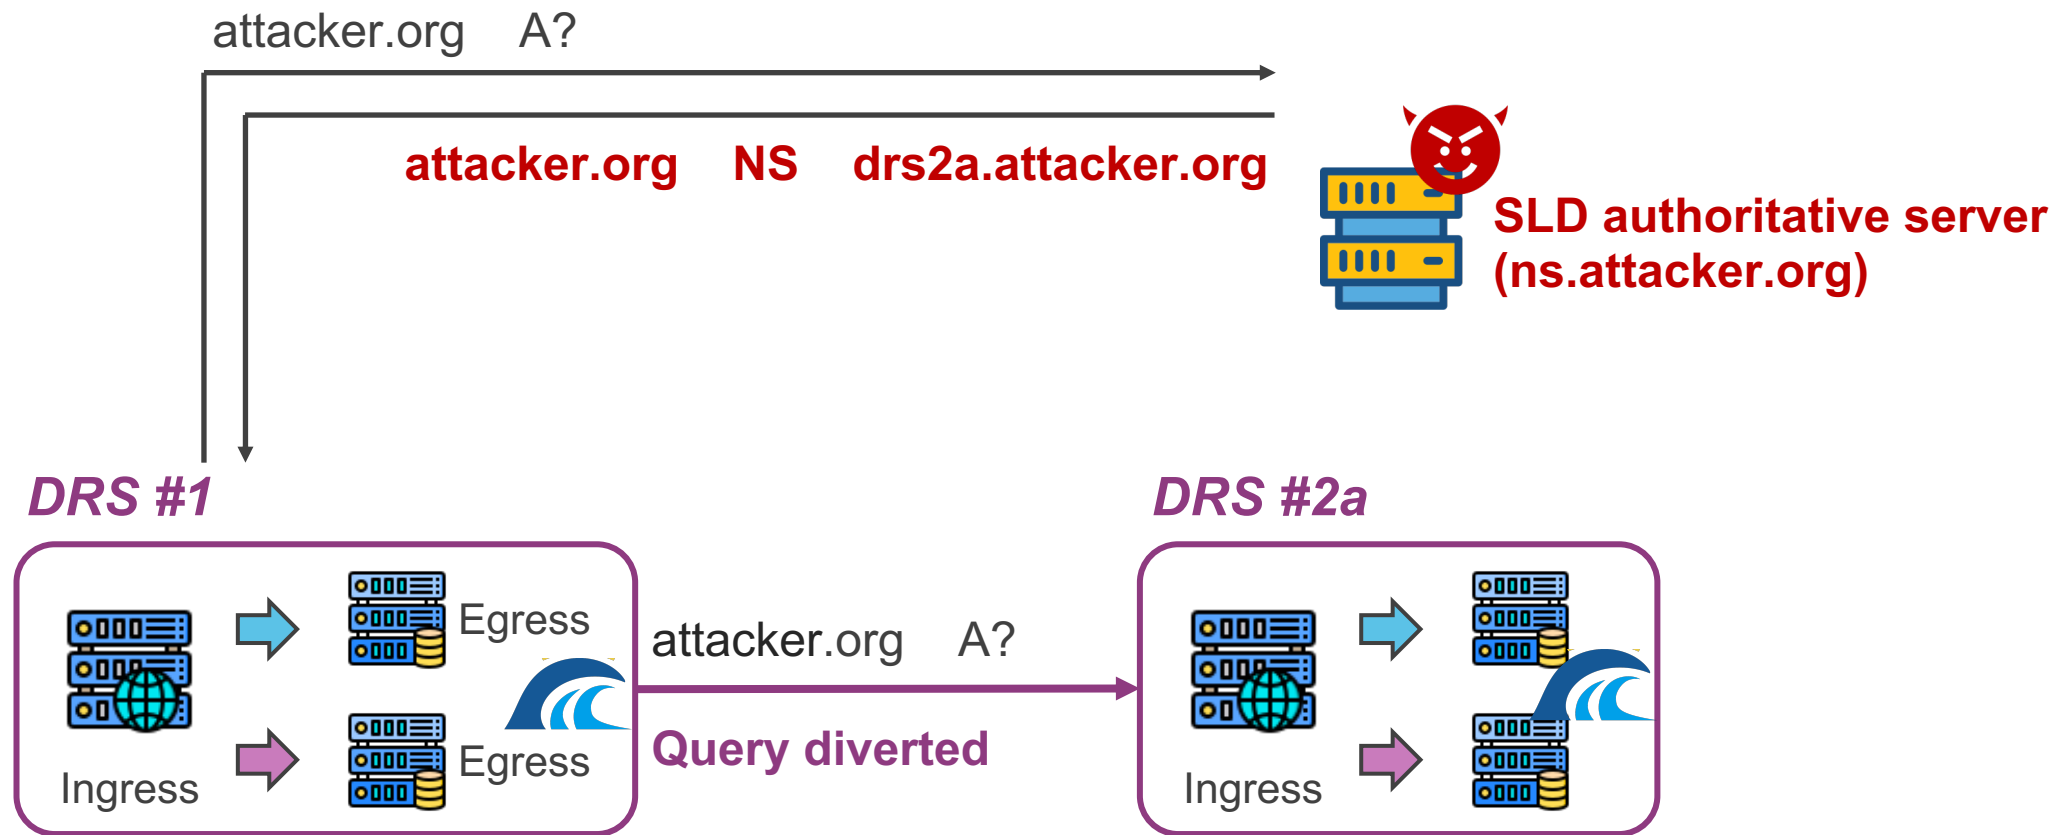 attacker.org A?
attacker.org NS drs2a.attacker.org
SLD authoritative server
(ns.attacker.org)
DRS #1
DRS #2a
Egress
Egress
Ingress
attacker.org A?
Query diverted
Ingress